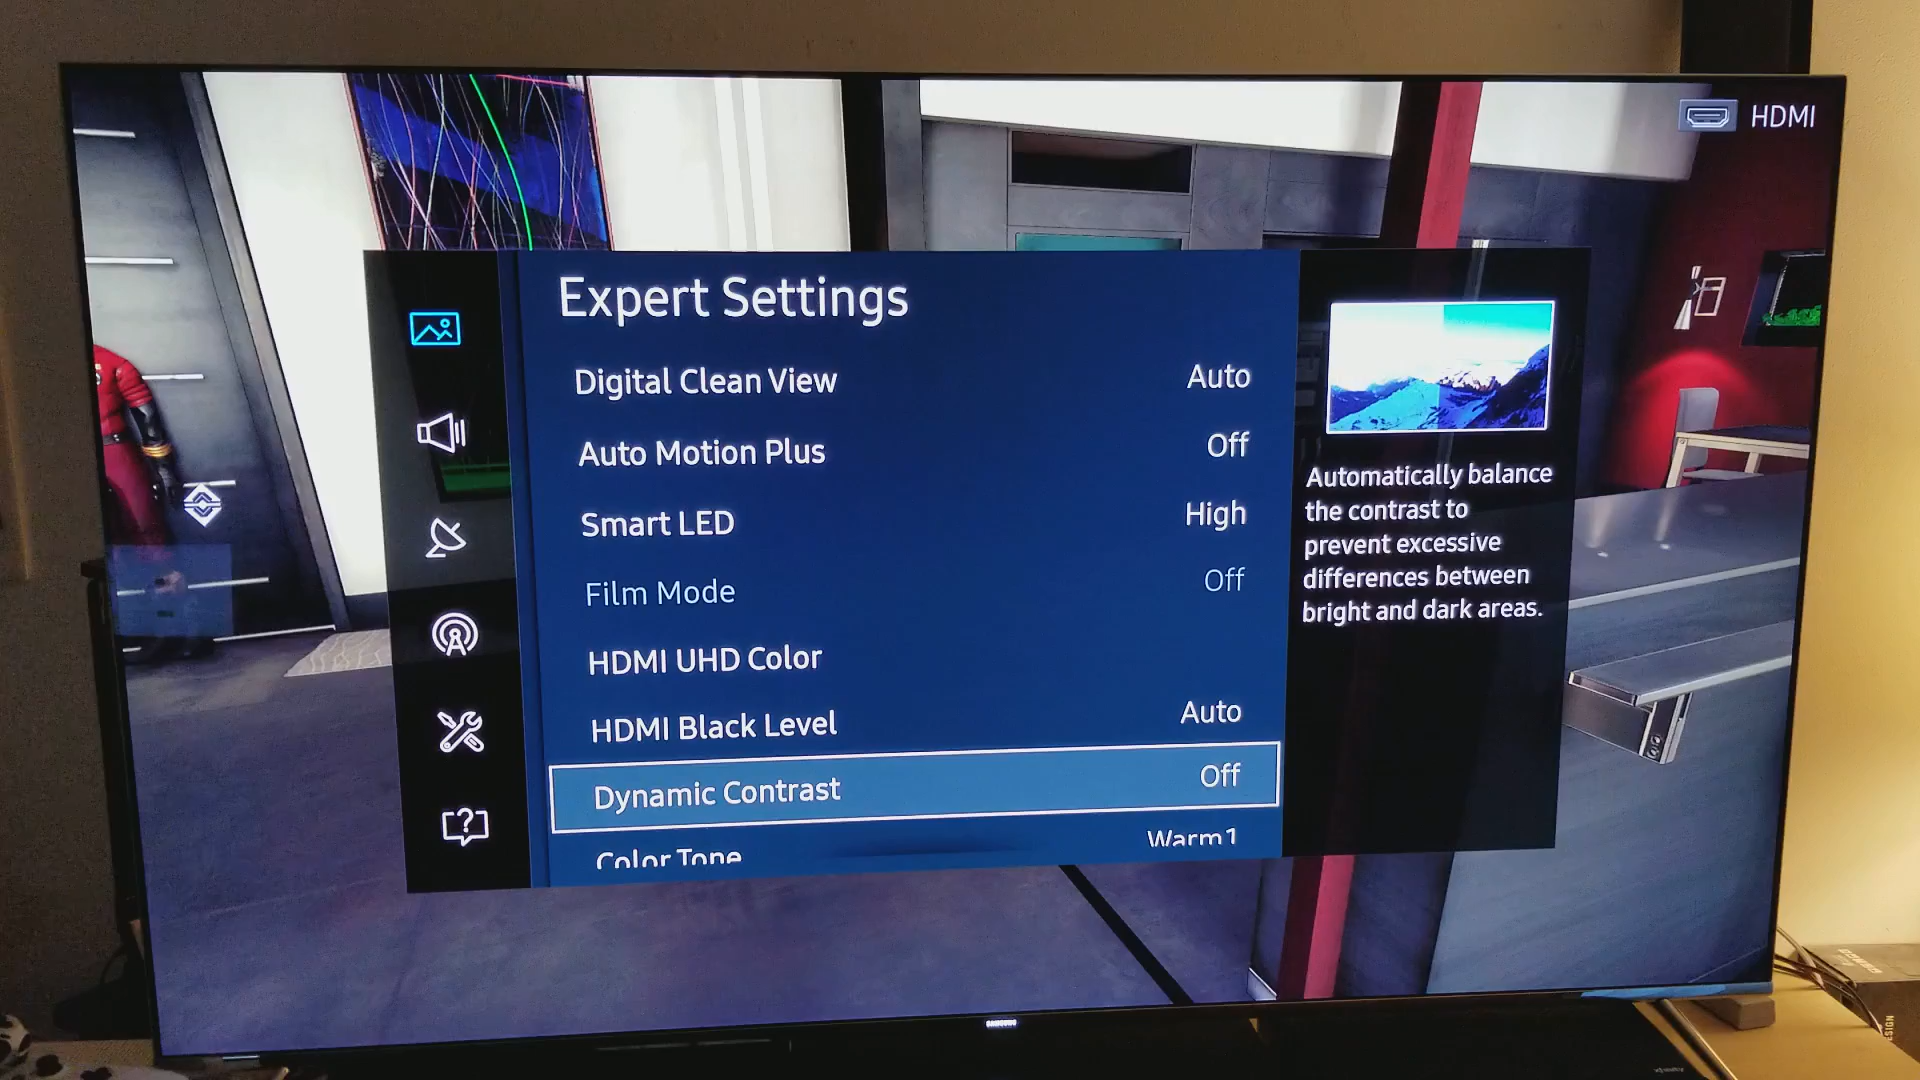 HDMI
Expert Settings
Digital Clean View Auto
Auto Motion Plus Off
Smart LED High
Film Mode Off
HDMI UHD Color
HDMI Black Level Auto
Dynamic Contrast Off
Color Tone Warm1
Automatically balance
the contrast to
prevent excessive
differences between
bright and dark areas.
SAMSUNG